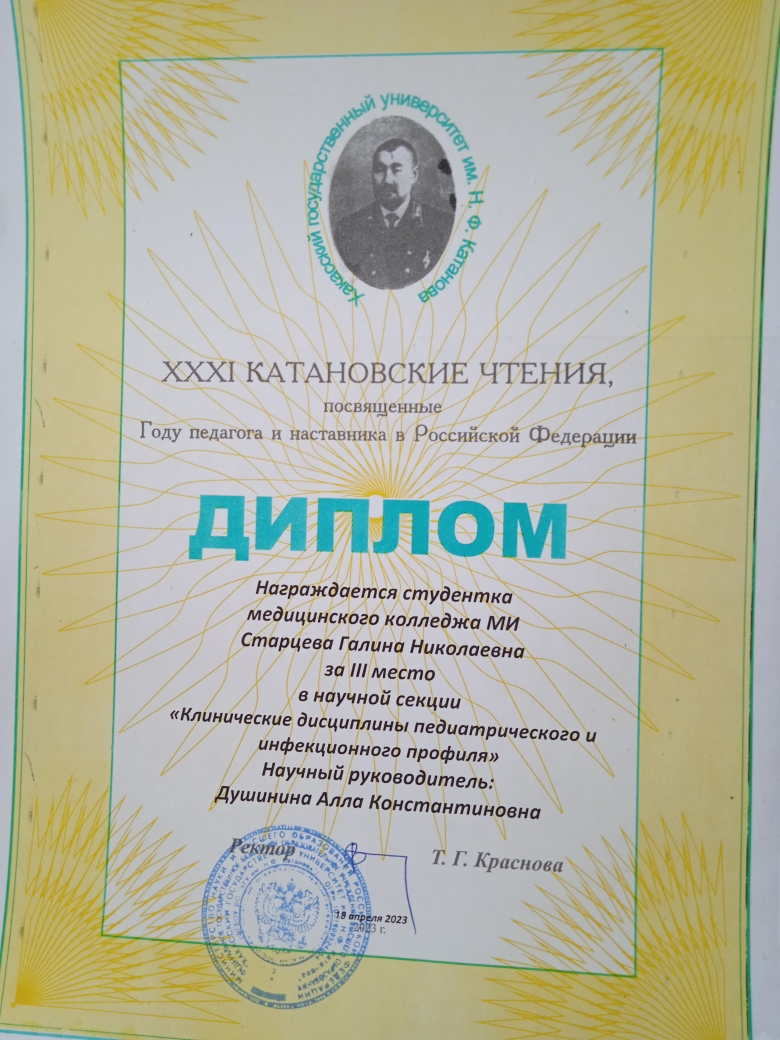 Хакасский государственный университет им. Н. Ф. Катанова
XXXI КАТАНОВСКИЕ ЧТЕНИЯ,
посвященные
Году педагога и наставника в Российской Федерации
ДИПЛОМ
Награждается студентка
медицинского колледжа МИ
Старцева Галина Николаевна
за III место
в научной секции
«Клинические дисциплины педиатрического и
инфекционного профиля»
Научный руководитель:
Душинина Алла Константиновна
Ректор
Т. Г. Краснова
18 апреля 2023
2023 г.